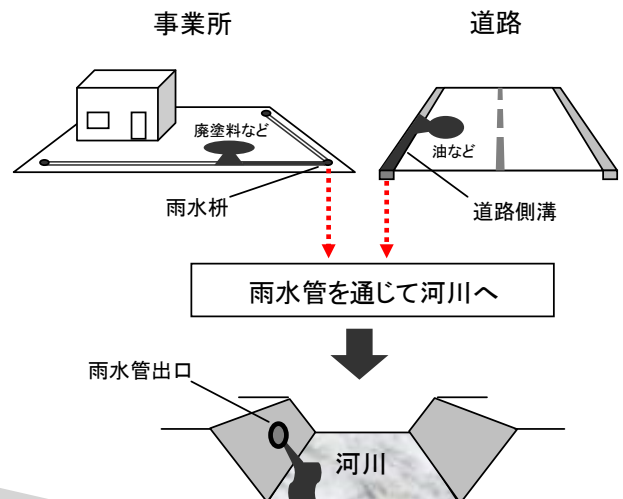 事業所
道路
廃塗料など
油など
雨水枡
道路側溝
雨水管を通じて河川へ
雨水管出口
河川